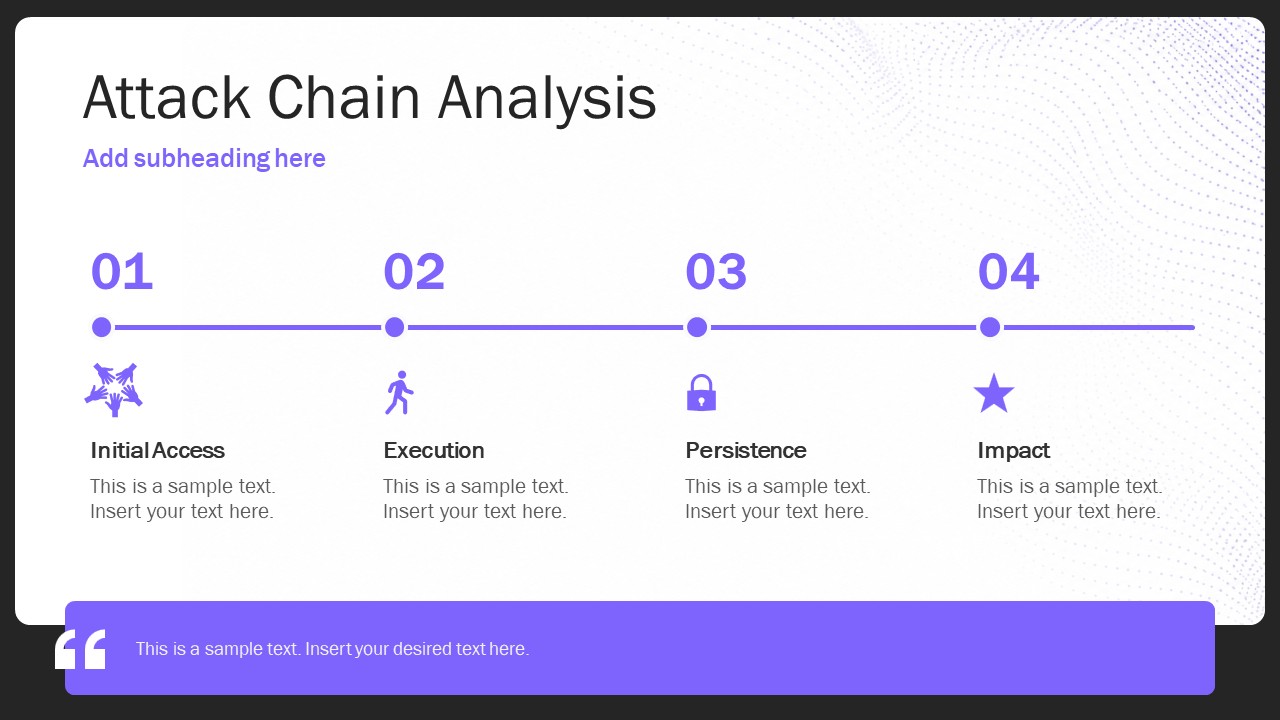 Attack Chain Analysis
Add subheading here
01
02
03
04
Initial Access
This is a sample text.
Insert your text here.
Execution
This is a sample text.
Insert your text here.
Persistence
This is a sample text.
Insert your text here.
Impact
This is a sample text.
Insert your text here.
“
This is a sample text. Insert your desired text here.